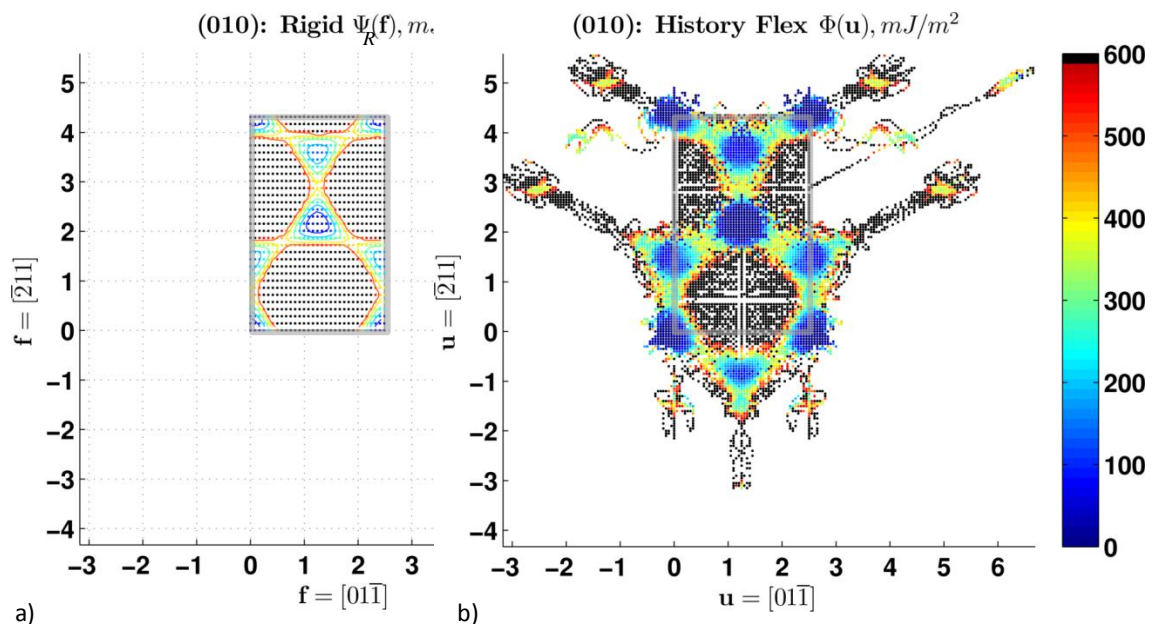 (010): Rigid Ψ_R(f), m.
(010): History Flex Φ(u), mJ/m²
5
4
3
2
1
0
−1
−2
−3
−4
f = [2̅11]
−3 −2 −1 0 1 2 3
f = [011̅]
a)
5
4
3
2
1
0
−1
−2
−3
−4
u = [2̅11]
−3 −2 −1 0 1 2 3 4 5 6
u = [011̅]
b)
600
500
400
300
200
100
0